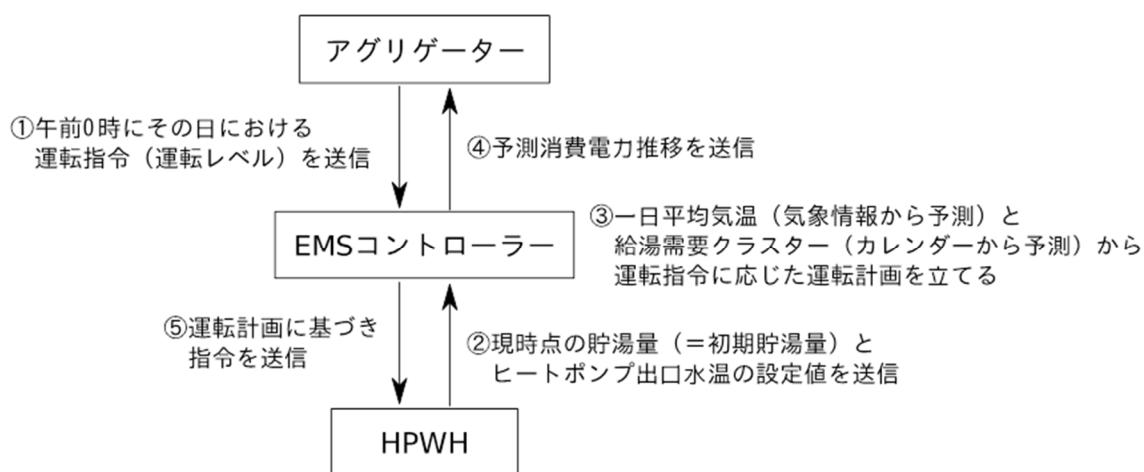 アグリゲーター
①午前0時にその日における
運転指令（運転レベル）を送信
④予測消費電力推移を送信
EMSコントローラー
③一日平均気温（気象情報から予測）と
給湯需要クラスター（カレンダーから予測）から
運転指令に応じた運転計画を立てる
⑤運転計画に基づき
指令を送信
②現時点の貯湯量（＝初期貯湯量）と
ヒートポンプ出口水温の設定値を送信
HPWH